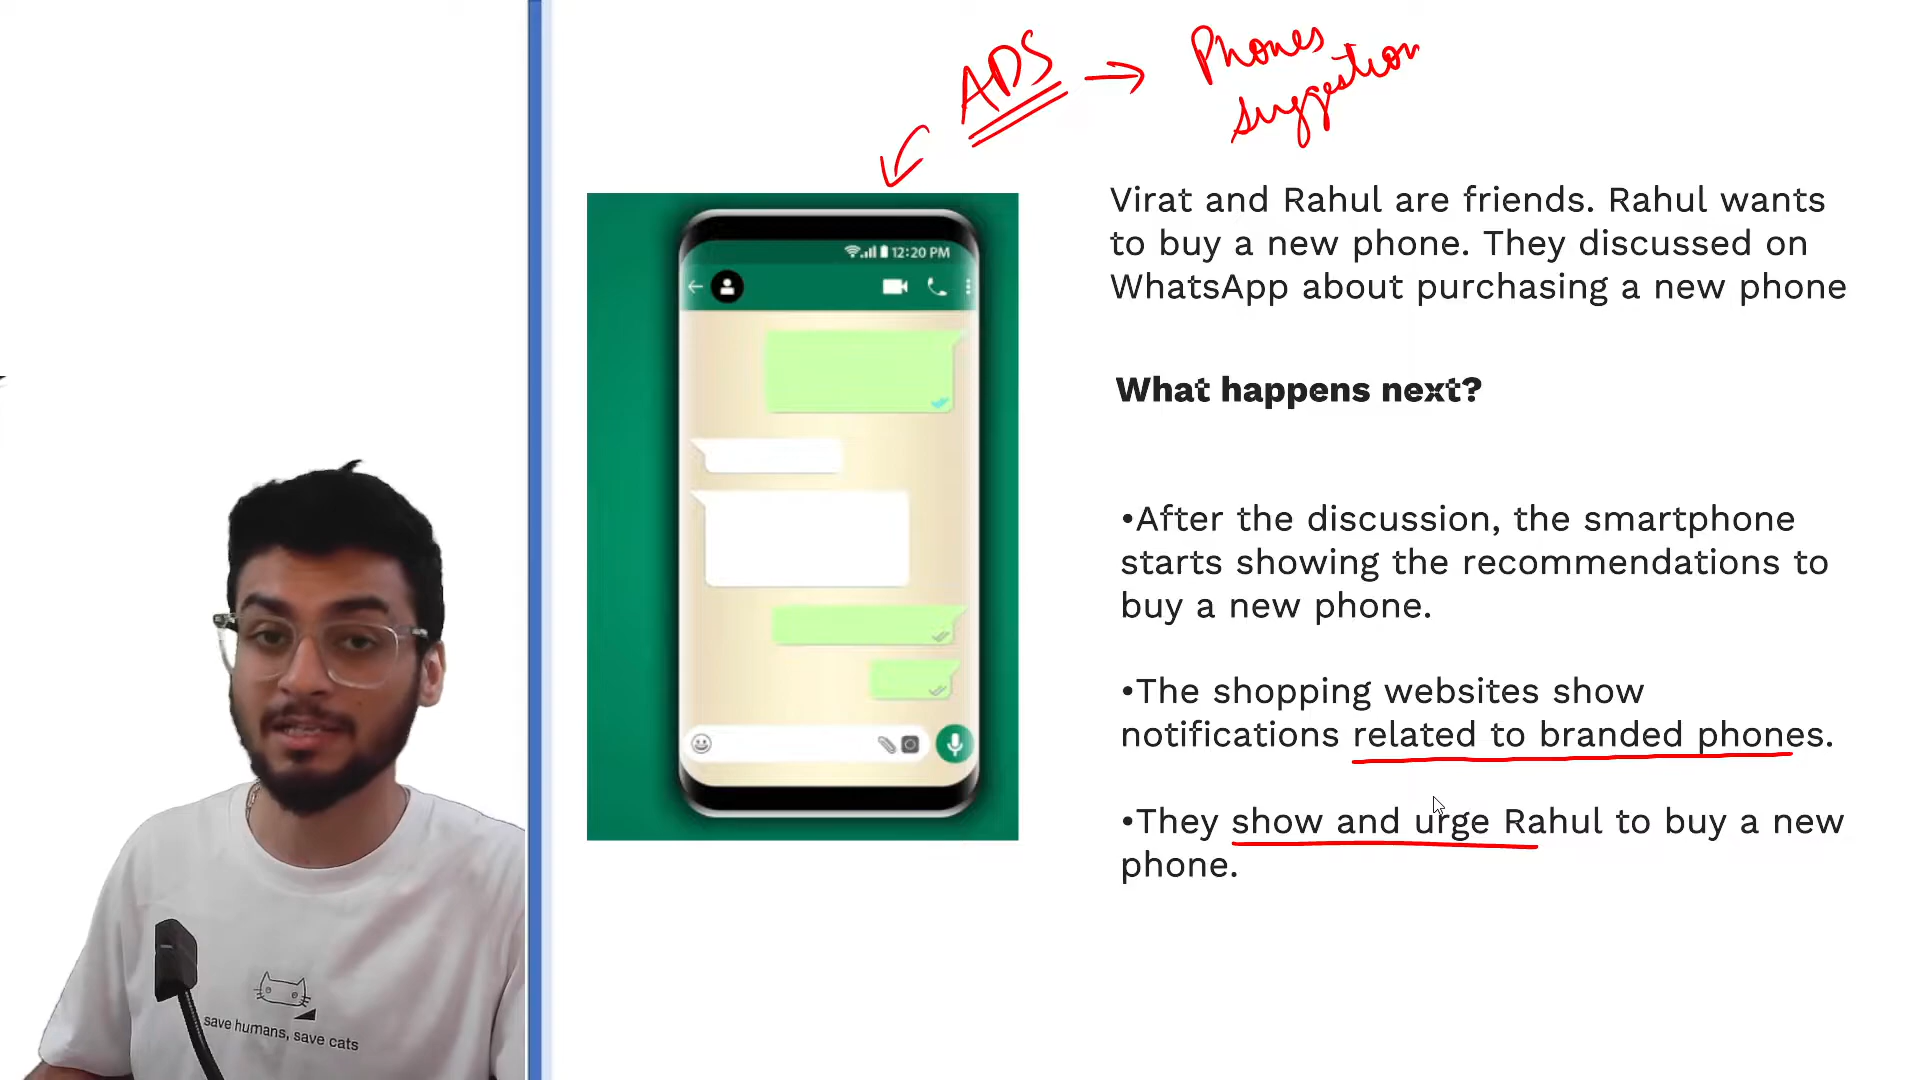 ADS → Phones
suggestion
12:20 PM
Virat and Rahul are friends. Rahul wants
to buy a new phone. They discussed on
WhatsApp about purchasing a new phone
What happens next?
•After the discussion, the smartphone
starts showing the recommendations to
buy a new phone.
•The shopping websites show
notifications related to branded phones.
•They show and urge Rahul to buy a new
phone.
save humans, save cats